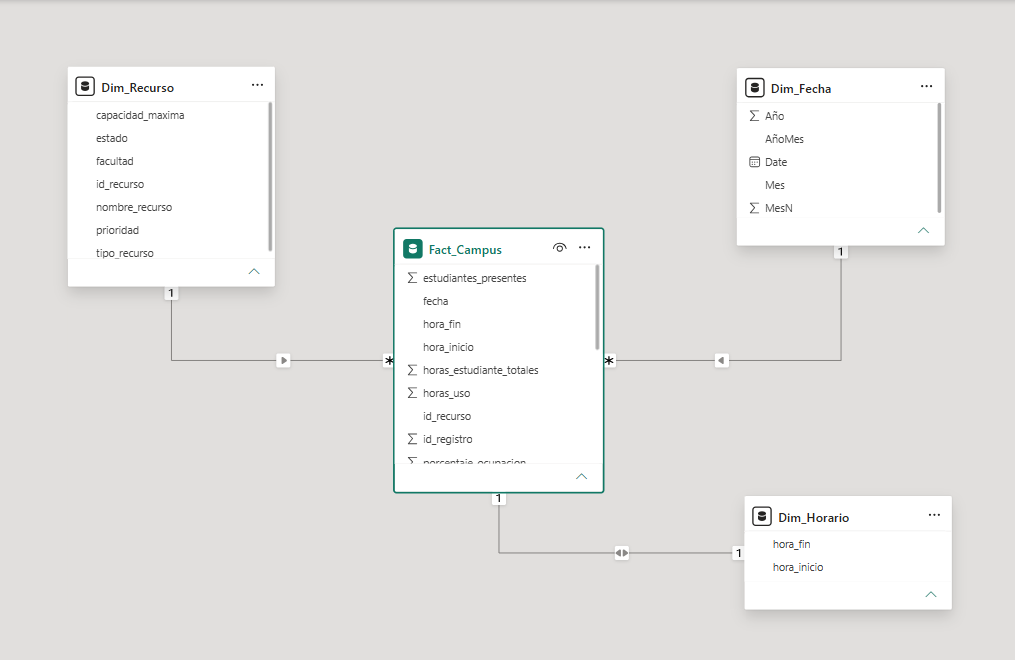 Dim_Recurso
capacidad_maxima
estado
facultad
id_recurso
nombre_recurso
prioridad
tipo_recurso
1
Dim_Fecha
Año
AñoMes
Date
Mes
MesN
1
Fact_Campus
estudiantes_presentes
fecha
hora_fin
hora_inicio
horas_estudiante_totales
horas_uso
id_recurso
id_registro
porcentaje_ocupacion
*
*
1
1
Dim_Horario
hora_fin
hora_inicio